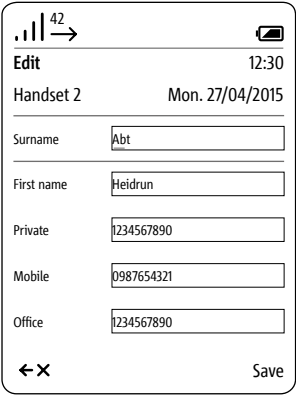 42
Edit 12:30
Handset 2 Mon. 27/04/2015
Surname Abt
First name Heidrun
Private 1234567890
Mobile 0987654321
Office 1234567890
Save